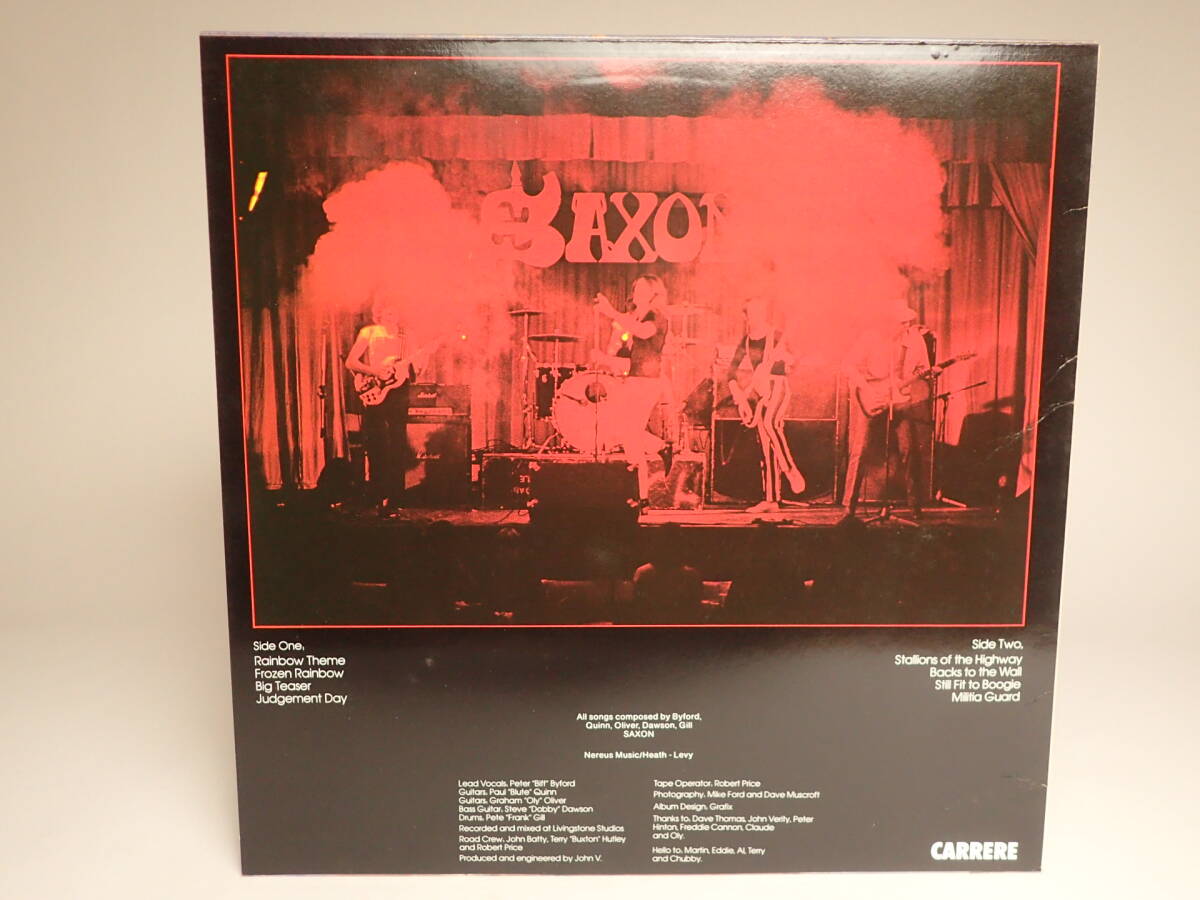 SAXON
Marshall
Side One.
Rainbow Theme
Frozen Rainbow
Big Teaser
Judgement Day
Side Two.
Stallions of the Highway
Backs to the Wall
Still Fit to Boogie
Militia Guard
All songs composed by Byford,
Quinn, Oliver, Dawson, Gill
SAXON
Nereus Music/Heath - Levy
Lead Vocals. Peter "Biff" Byford
Guitars. Paul "Blute" Quinn
Guitars. Graham "Oly" Oliver
Bass Guitar. Steve "Dobby" Dawson
Drums. Pete "Frank" Gill
Recorded and mixed at Livingstone Studios
Road Crew. John Batty, Terry "Buxton" Hutley
and Robert Price
Produced and engineered by John V.
Tape Operator. Robert Price
Photography. Mike Ford and Dave Muscroft
Album Design. Grafix
Thanks to. Dave Thomas, John Verity, Peter
Hinton, Freddie Cannon, Claude
and Oly.
Hello to. Martin, Eddie, Al, Terry
and Chubby.
CARRERE